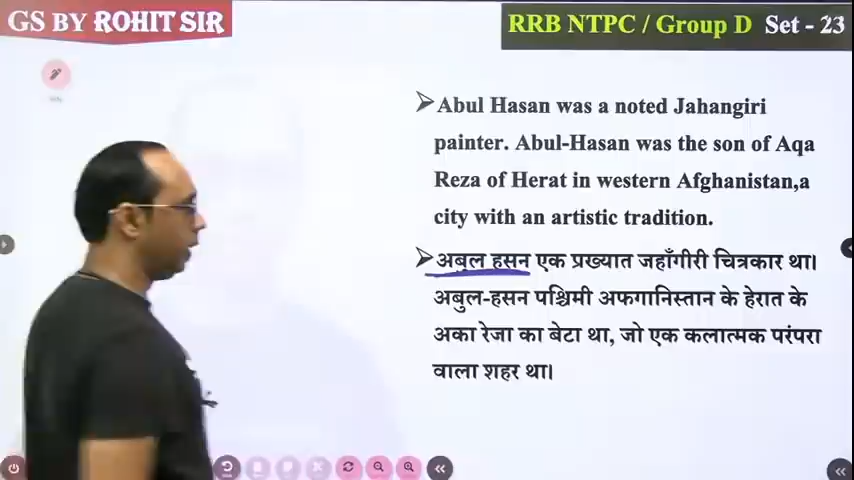 GS BY ROHIT SIR
RRB NTPC / Group D Set - 23
Abul Hasan was a noted Jahangiri
painter. Abul-Hasan was the son of Aqa
Reza of Herat in western Afghanistan,a
city with an artistic tradition.
अबुल हसन एक प्रख्यात जहाँगीरी चित्रकार था।
अबुल-हसन पश्चिमी अफगानिस्तान के हेरात के
अका रेजा का बेटा था, जो एक कलात्मक परंपरा
वाला शहर था।